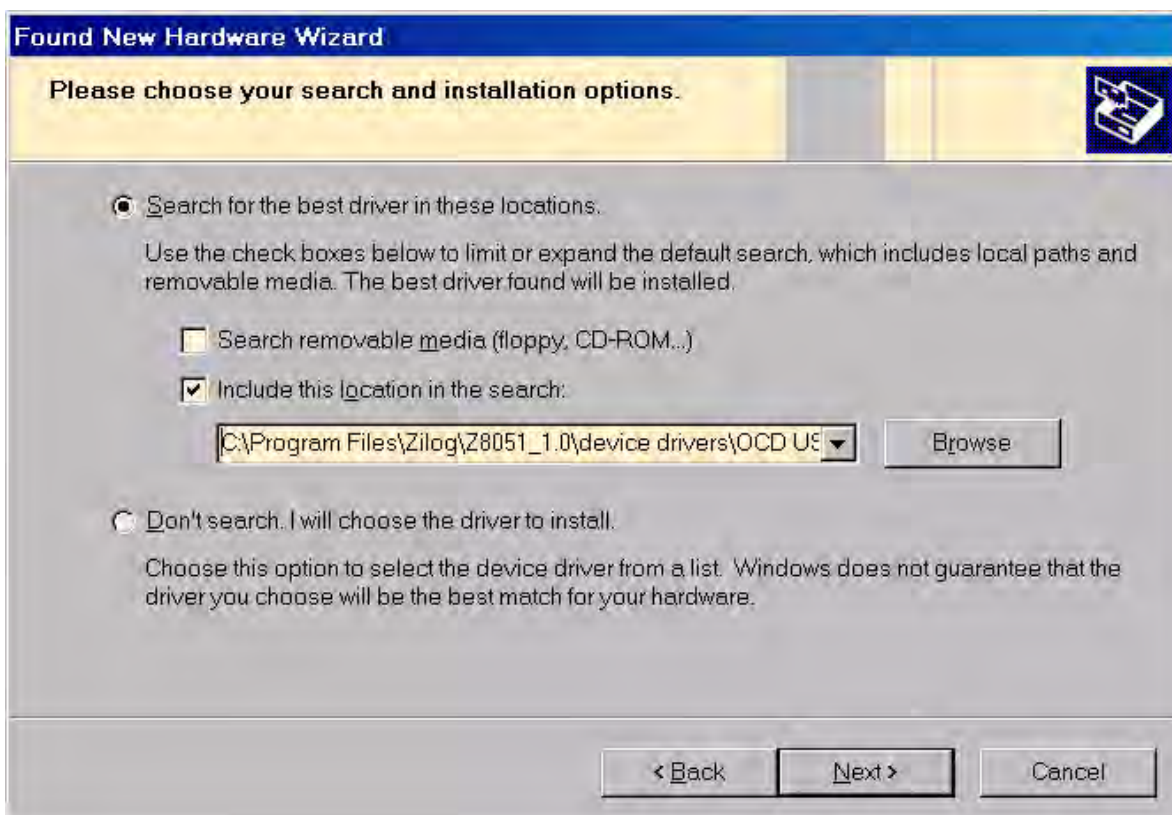 Found New Hardware Wizard
Please choose your search and installation options.
Search for the best driver in these locations.
Use the check boxes below to limit or expand the default search, which includes local paths and
removable media. The best driver found will be installed.
Search removable media (floppy, CD-ROM...)
Include this location in the search:
C:\Program Files\Zilog\Z8051_1.0\device drivers\OCD US
Browse
Don't search. I will choose the driver to install.
Choose this option to select the device driver from a list. Windows does not guarantee that the
driver you choose will be the best match for your hardware.
< Back Next > Cancel